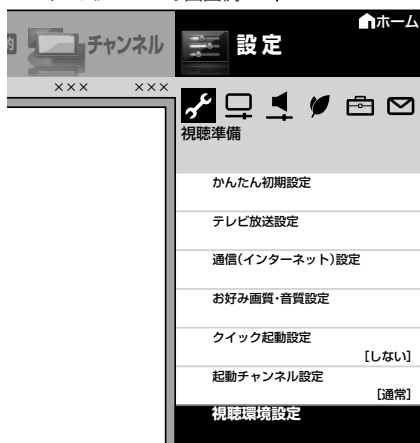 ホーム
チャンネル
設定
×××
×××
視聴準備
かんたん初期設定
テレビ放送設定
通信(インターネット)設定
お好み画質・音質設定
クイック起動設定
[しない]
起動チャンネル設定
[通常]
視聴環境設定